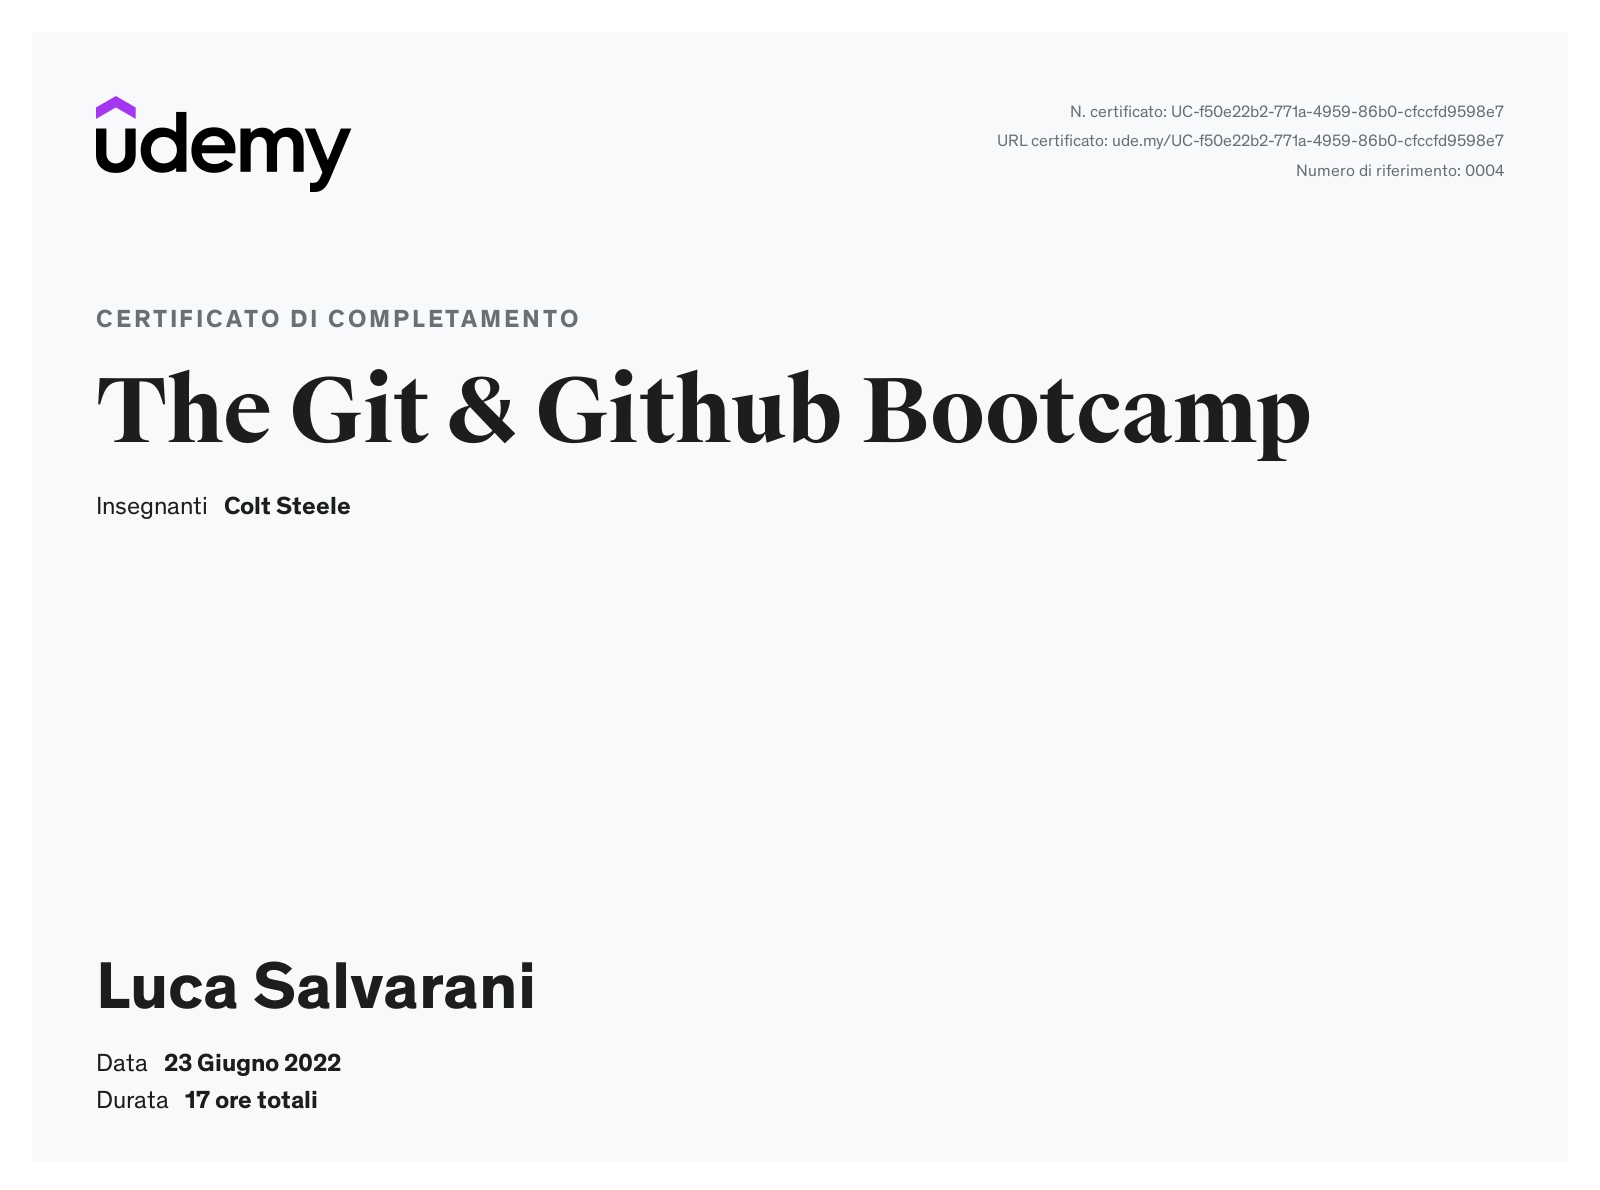 udemy
N. certificato: UC-f50e22b2-771a-4959-86b0-cfccfd9598e7
URL certificato: ude.my/UC-f50e22b2-771a-4959-86b0-cfccfd9598e7
Numero di riferimento: 0004
CERTIFICATO DI COMPLETAMENTO
The Git & Github Bootcamp
Insegnanti Colt Steele
Luca Salvarani
Data 23 Giugno 2022
Durata 17 ore totali